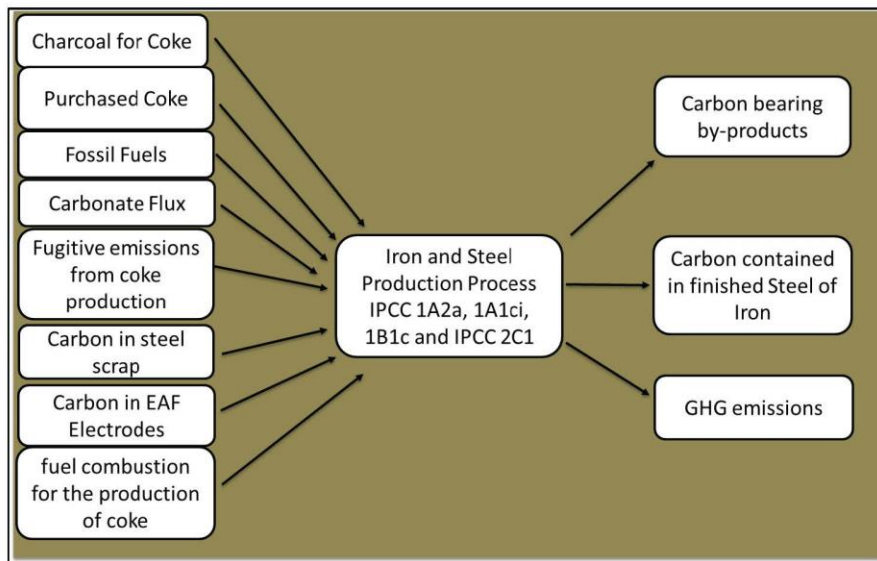 Charcoal for Coke
Purchased Coke
Fossil Fuels
Carbonate Flux
Fugitive emissions
from coke
production
Carbon in steel
scrap
Carbon in EAF
Electrodes
fuel combustion
for the production
of coke
Iron and Steel
Production Process
IPCC 1A2a, 1A1ci,
1B1c and IPCC 2C1
Carbon bearing
by-products
Carbon contained
in finished Steel of
Iron
GHG emissions